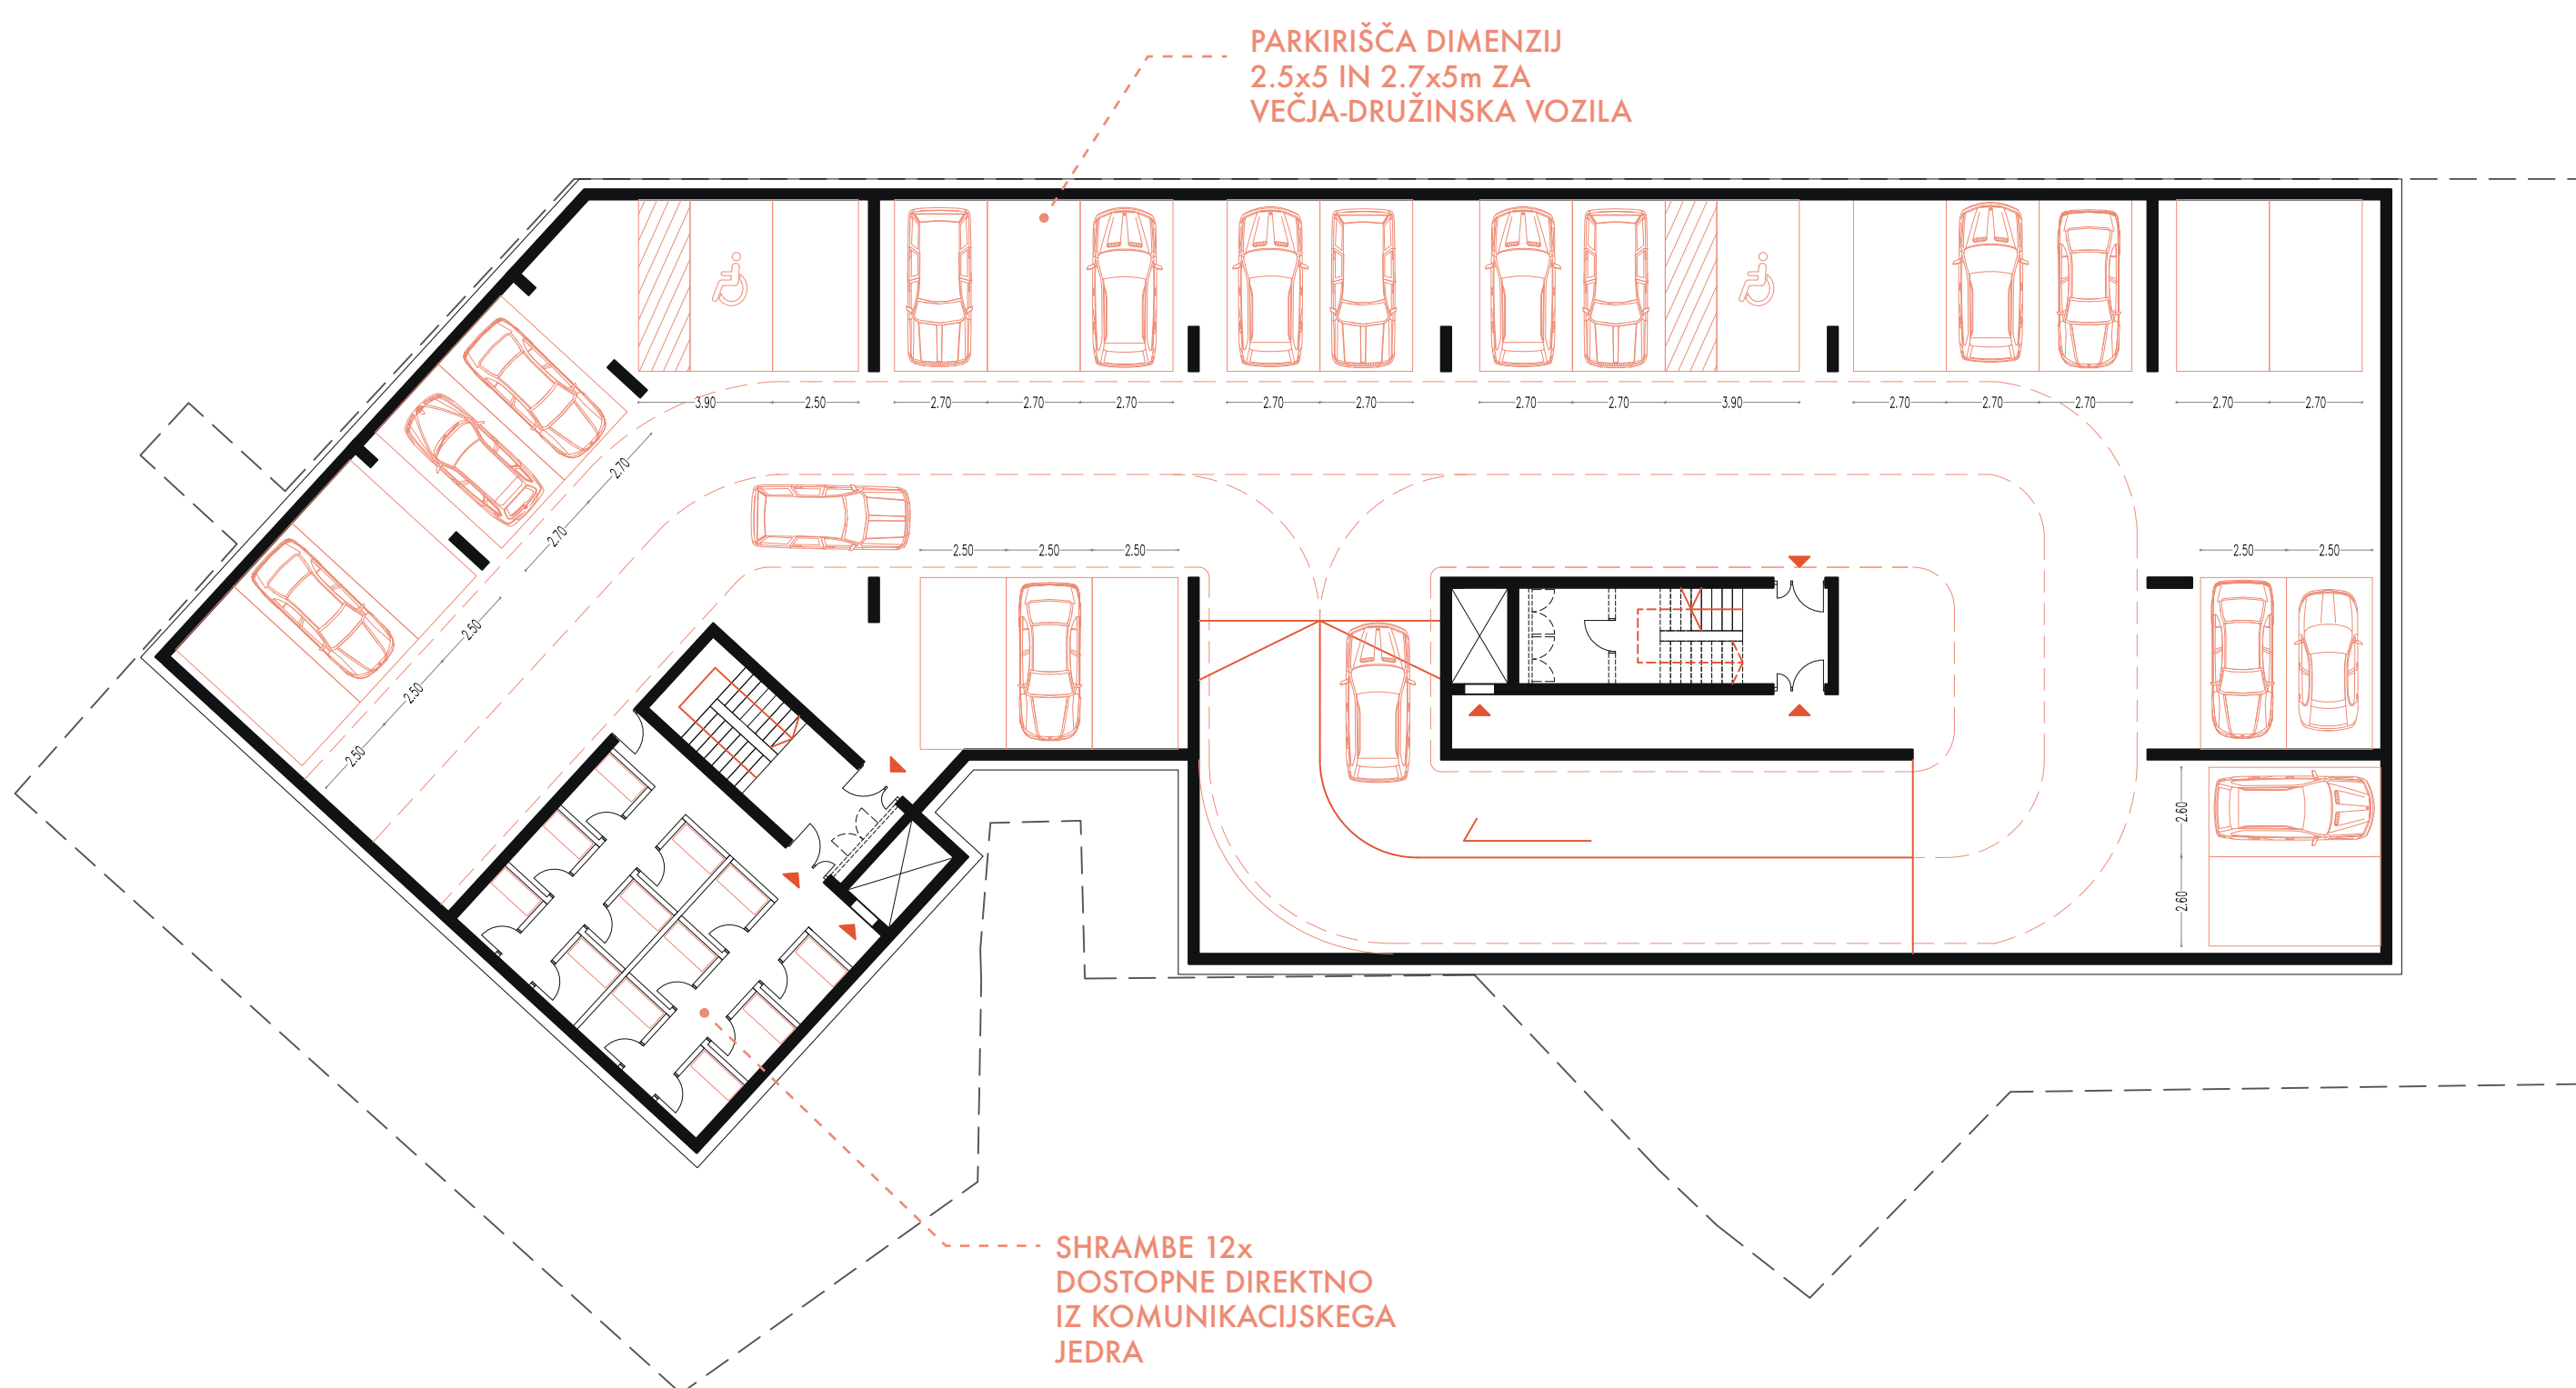 PARKIRIŠČA DIMENZIJ
2.5x5 IN 2.7x5m ZA
VEČJA-DRUŽINSKA VOZILA
3.90 2.50 2.70 2.70 2.70 2.70 2.70 2.70 2.70 3.90 2.70 2.70 2.70 2.70 2.70
2.70
2.70
2.50
2.50
2.50
2.50 2.50 2.50
2.50 2.50
2.60
2.60
SHRAMBE 12x
DOSTOPNE DIREKTNO
IZ KOMUNIKACIJSKEGA
JEDRA